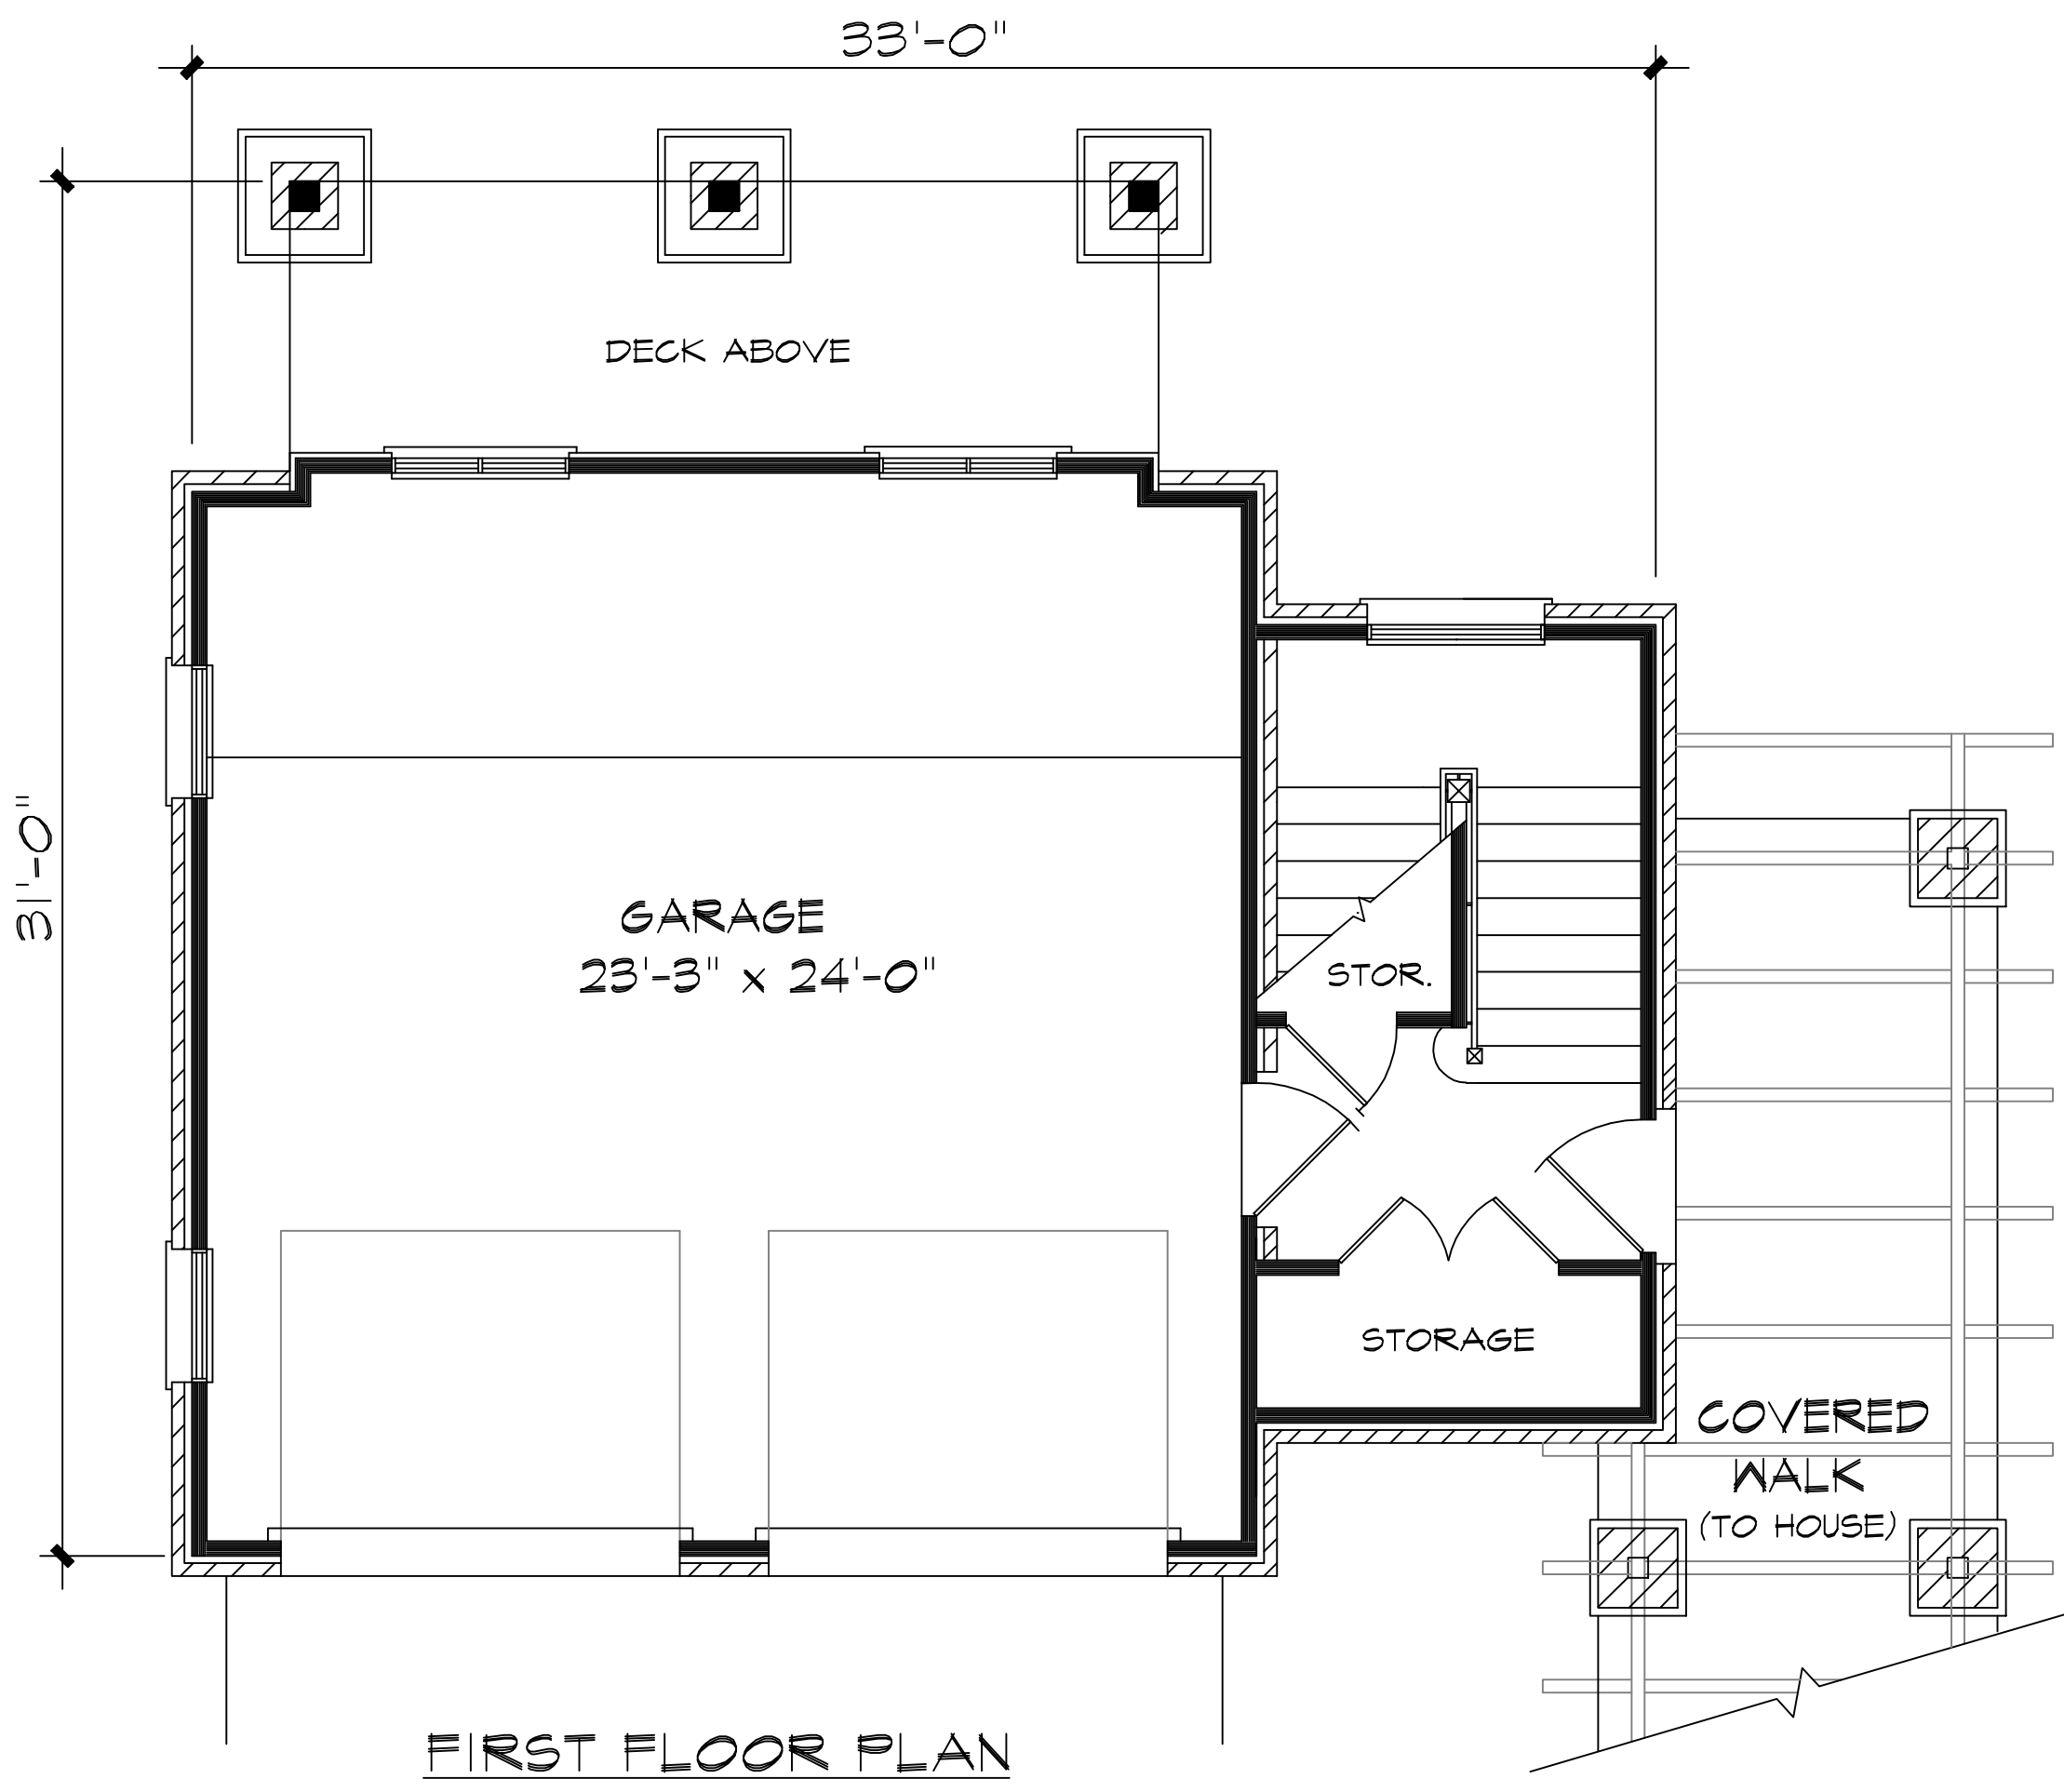 33'-0"
DECK ABOVE
31'-0"
GARAGE
23'-3" x 24'-0"
STOR.
STORAGE
COVERED
WALK
(TO HOUSE)
FIRST FLOOR PLAN